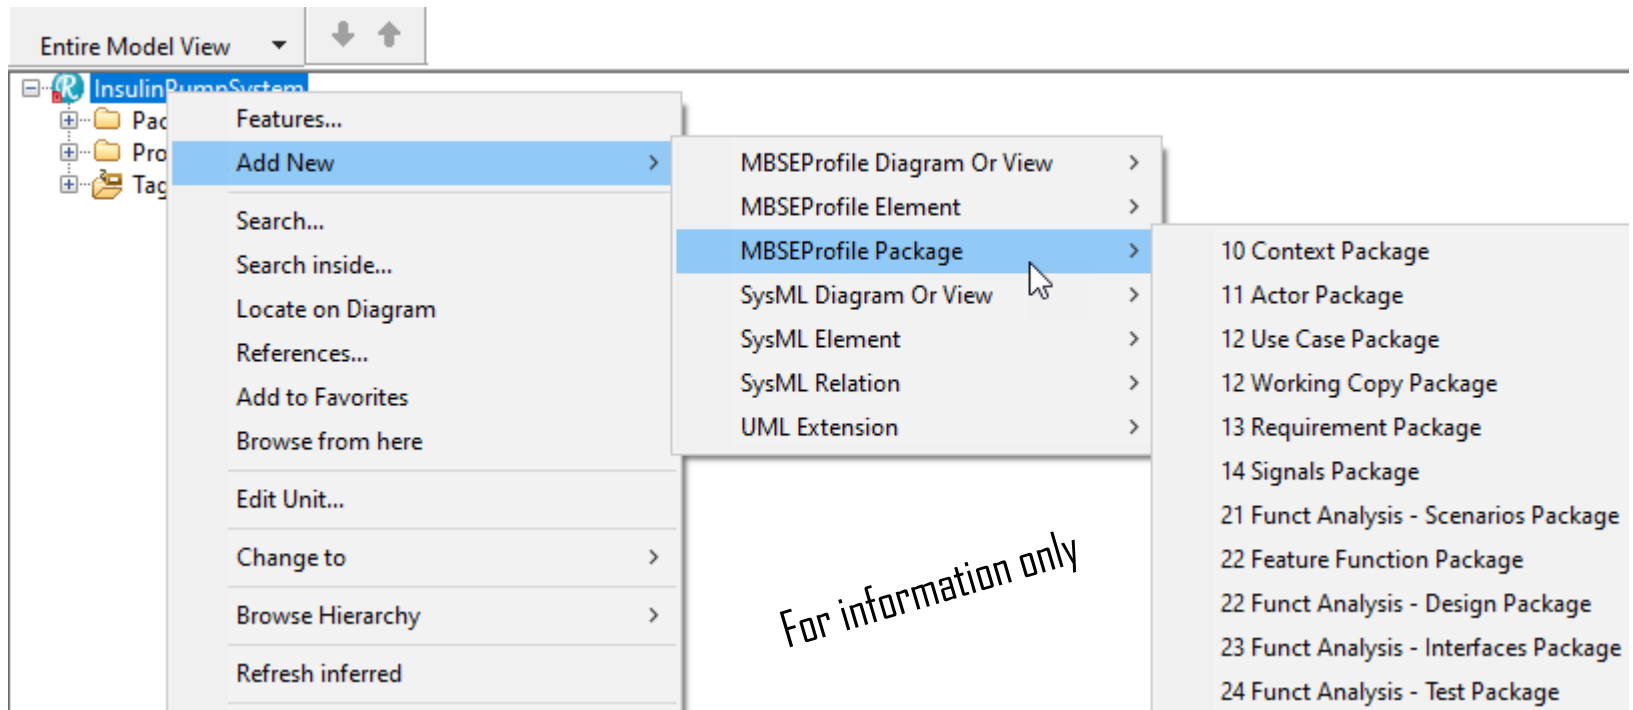 Entire Model View
InsulinPumpSystem
Pac
Pro
Tag
Features...
Add New
Search...
Search inside...
Locate on Diagram
References...
Add to Favorites
Browse from here
Edit Unit...
Change to
Browse Hierarchy
Refresh inferred
MBSEProfile Diagram Or View
MBSEProfile Element
MBSEProfile Package
SysML Diagram Or View
SysML Element
SysML Relation
UML Extension
10 Context Package
11 Actor Package
12 Use Case Package
12 Working Copy Package
13 Requirement Package
14 Signals Package
21 Funct Analysis - Scenarios Package
22 Feature Function Package
22 Funct Analysis - Design Package
23 Funct Analysis - Interfaces Package
24 Funct Analysis - Test Package
For information only